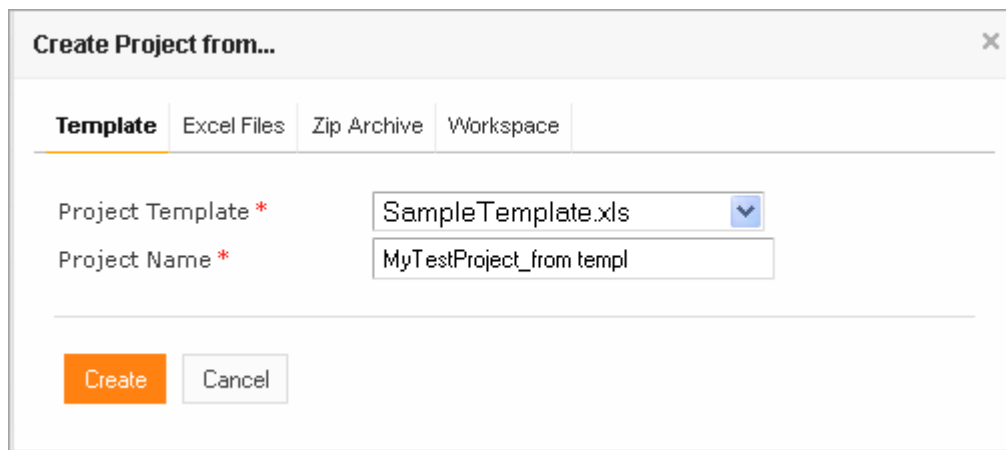 Create Project from...
Template Excel Files Zip Archive Workspace
Project Template * SampleTemplate.xls
Project Name * MyTestProject_from templ
Create Cancel